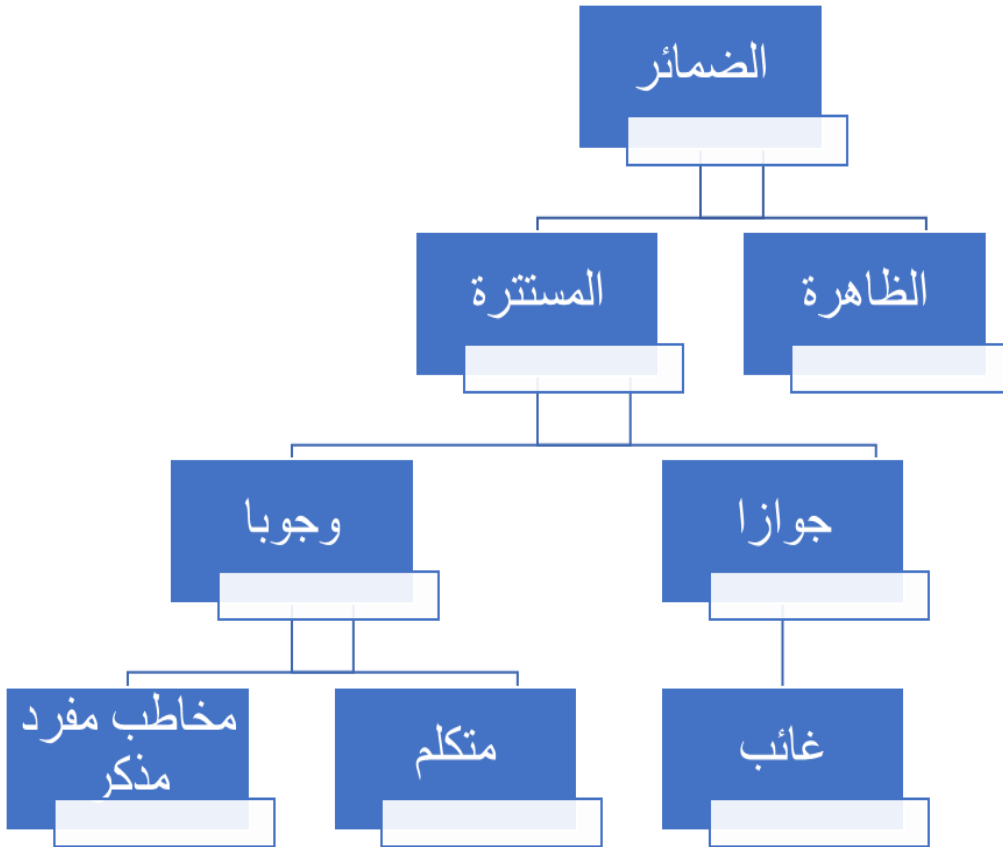 الضمائر
الظاهرة
المستترة
جوازا
وجوبا
غائب
متكلم
مخاطب مفرد
مذكر